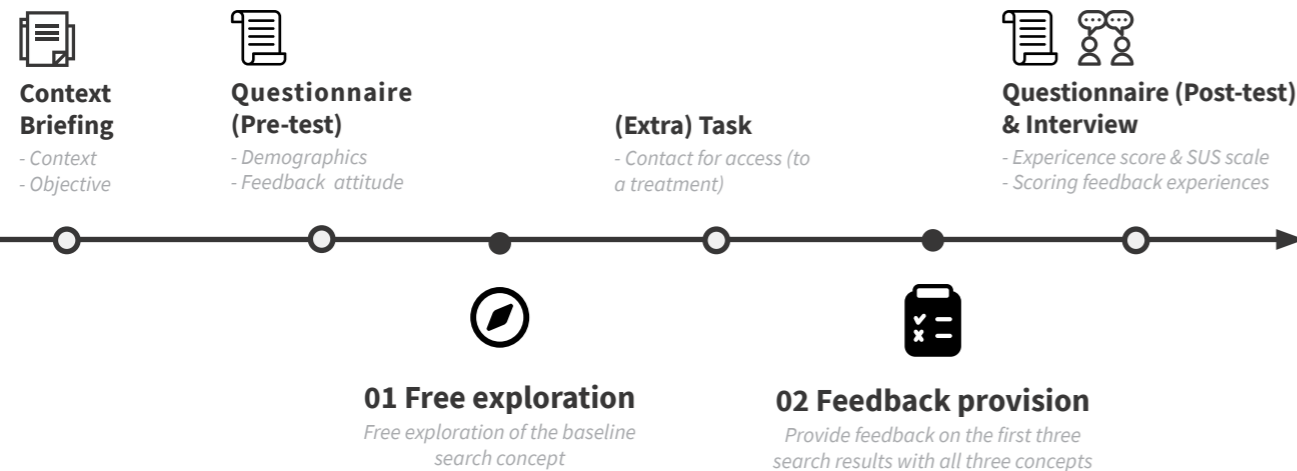 Context
Briefing
- Context
- Objective
Questionnaire
(Pre-test)
- Demographics
- Feedback attitude
(Extra) Task
- Contact for access (to
a treatment)
Questionnaire (Post-test)
& Interview
- Expericence score & SUS scale
- Scoring feedback experiences
01 Free exploration
Free exploration of the baseline
search concept
02 Feedback provision
Provide feedback on the first three
search results with all three concepts